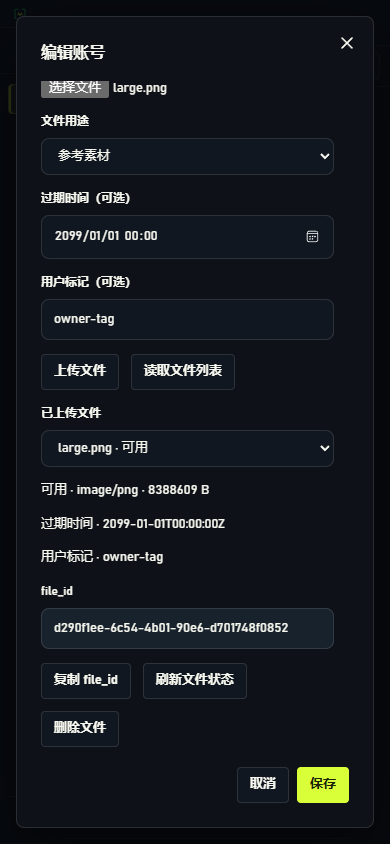 编辑账号
选择文件 large.png
文件用途
参考素材
过期时间（可选）
2099/01/01 00:00
用户标记（可选）
owner-tag
上传文件 读取文件列表
已上传文件
large.png · 可用
可用 · image/png · 8388609 B
过期时间 · 2099-01-01T00:00:00Z
用户标记 · owner-tag
file_id
d290f1ee-6c54-4b01-90e6-d701748f0852
复制 file_id 刷新文件状态
删除文件
取消 保存